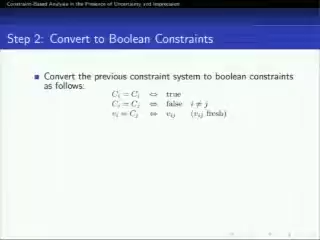 Constraint-Based Analysis in the Presence of Uncertainty and Imprecision
Step 2: Convert to Boolean Constraints
Convert the previous constraint system to boolean constraints
as follows:
C_i = C_i ⇔ true
C_i = C_j ⇔ false i ≠ j
v_i = C_j ⇔ v_ij (v_ij fresh)